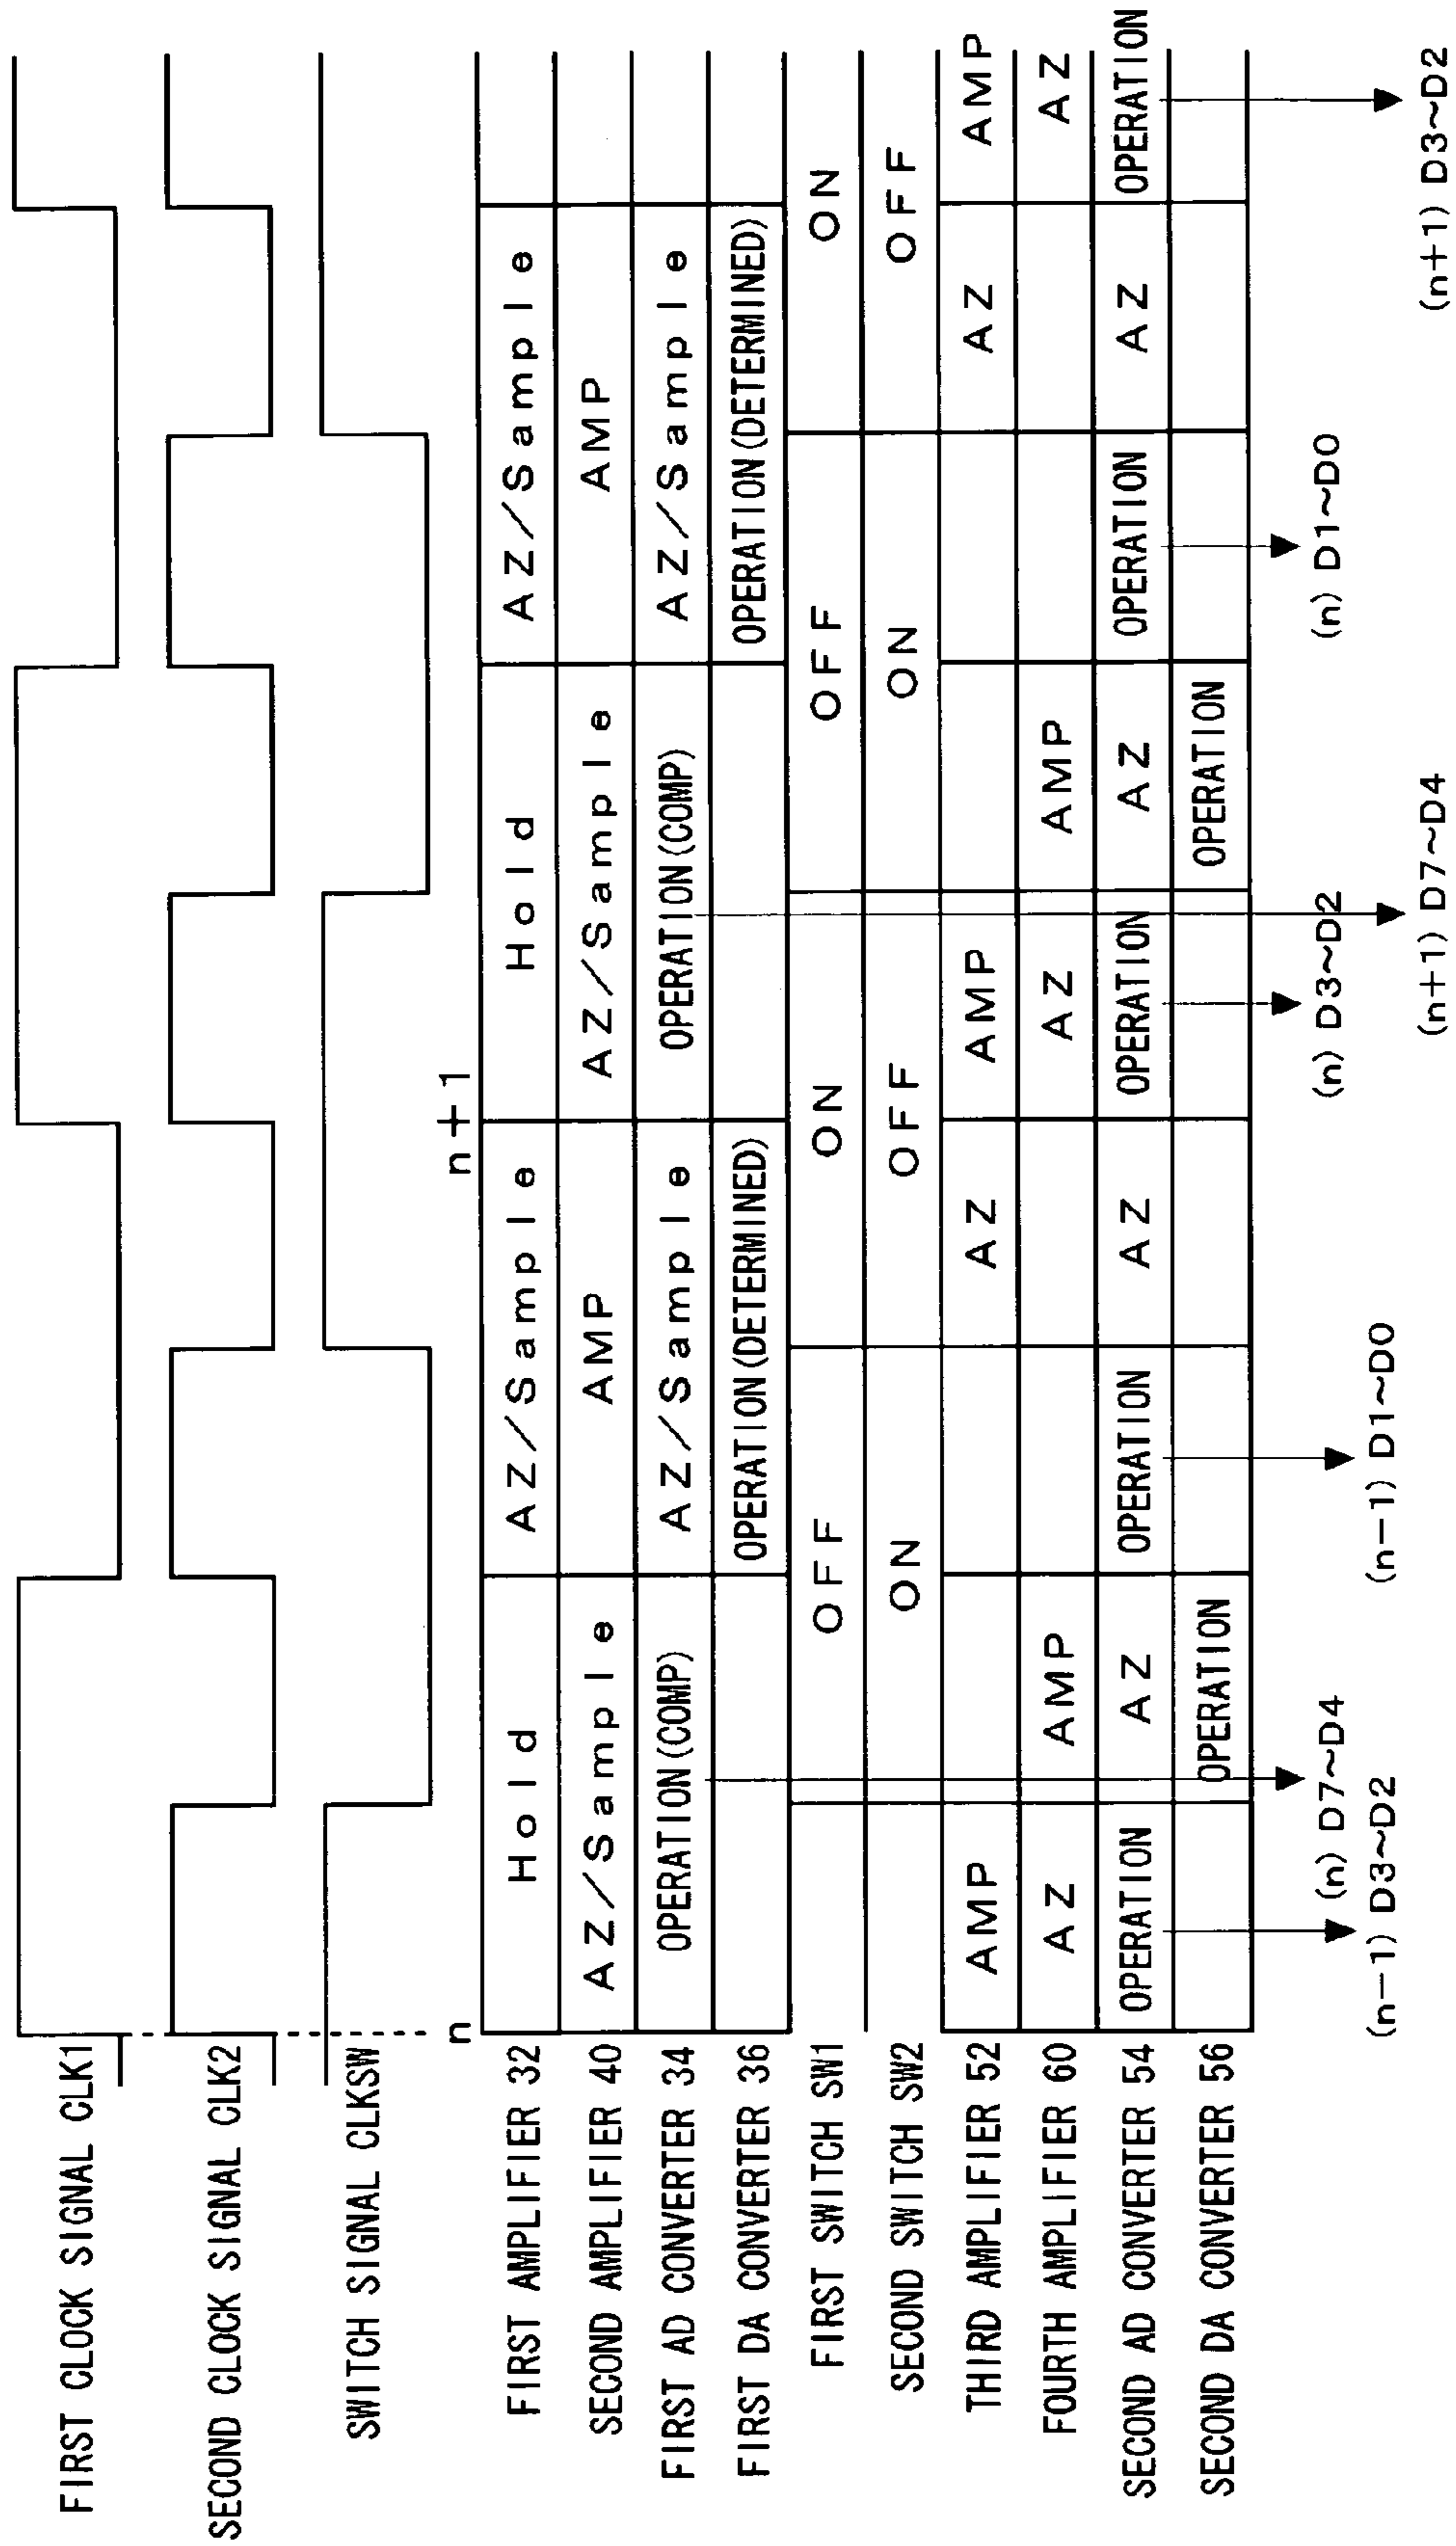 FIRST CLOCK SIGNAL CLK1
SECOND CLOCK SIGNAL CLK2
SWITCH SIGNAL CLKSW
n n+1
FIRST AMPLIFIER 32 Hold AZ/Sample Hold AZ/Sample
SECOND AMPLIFIER 40 AZ/Sample AMP AZ/Sample AMP
FIRST AD CONVERTER 34 OPERATION(COMP) AZ/Sample OPERATION(COMP) AZ/Sample
FIRST DA CONVERTER 36 OPERATION(DETERMINED) OPERATION(DETERMINED)
FIRST SWITCH SW1 OFF ON OFF ON
SECOND SWITCH SW2 ON OFF ON OFF
THIRD AMPLIFIER 52 AMP AZ AMP AZ AMP
FOURTH AMPLIFIER 60 AZ AMP AZ AMP AZ
SECOND AD CONVERTER 54 OPERATION AZ OPERATION AZ OPERATION AZ OPERATION AZ OPERATION
SECOND DA CONVERTER 56 OPERATION OPERATION
(n) D7~D4 (n) D3~D2 (n) D1~D0
(n-1) D3~D2 (n-1) D1~D0
(n+1) D7~D4 (n+1) D3~D2